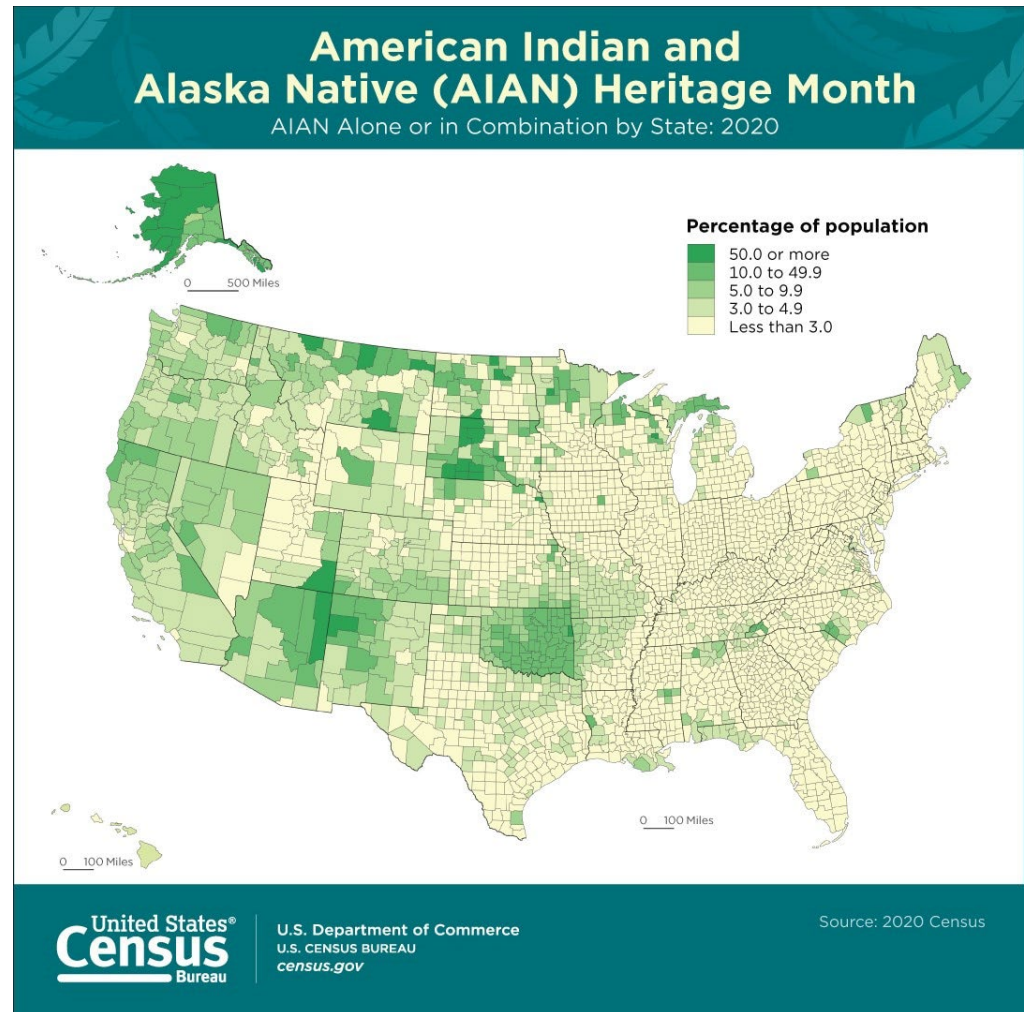 American Indian and
Alaska Native (AIAN) Heritage Month
AIAN Alone or in Combination by State: 2020
0 500 Miles
Percentage of population
50.0 or more
10.0 to 49.9
5.0 to 9.9
3.0 to 4.9
Less than 3.0
0 100 Miles
0 100 Miles
United States®
Census
Bureau
U.S. Department of Commerce
U.S. CENSUS BUREAU
census.gov
Source: 2020 Census